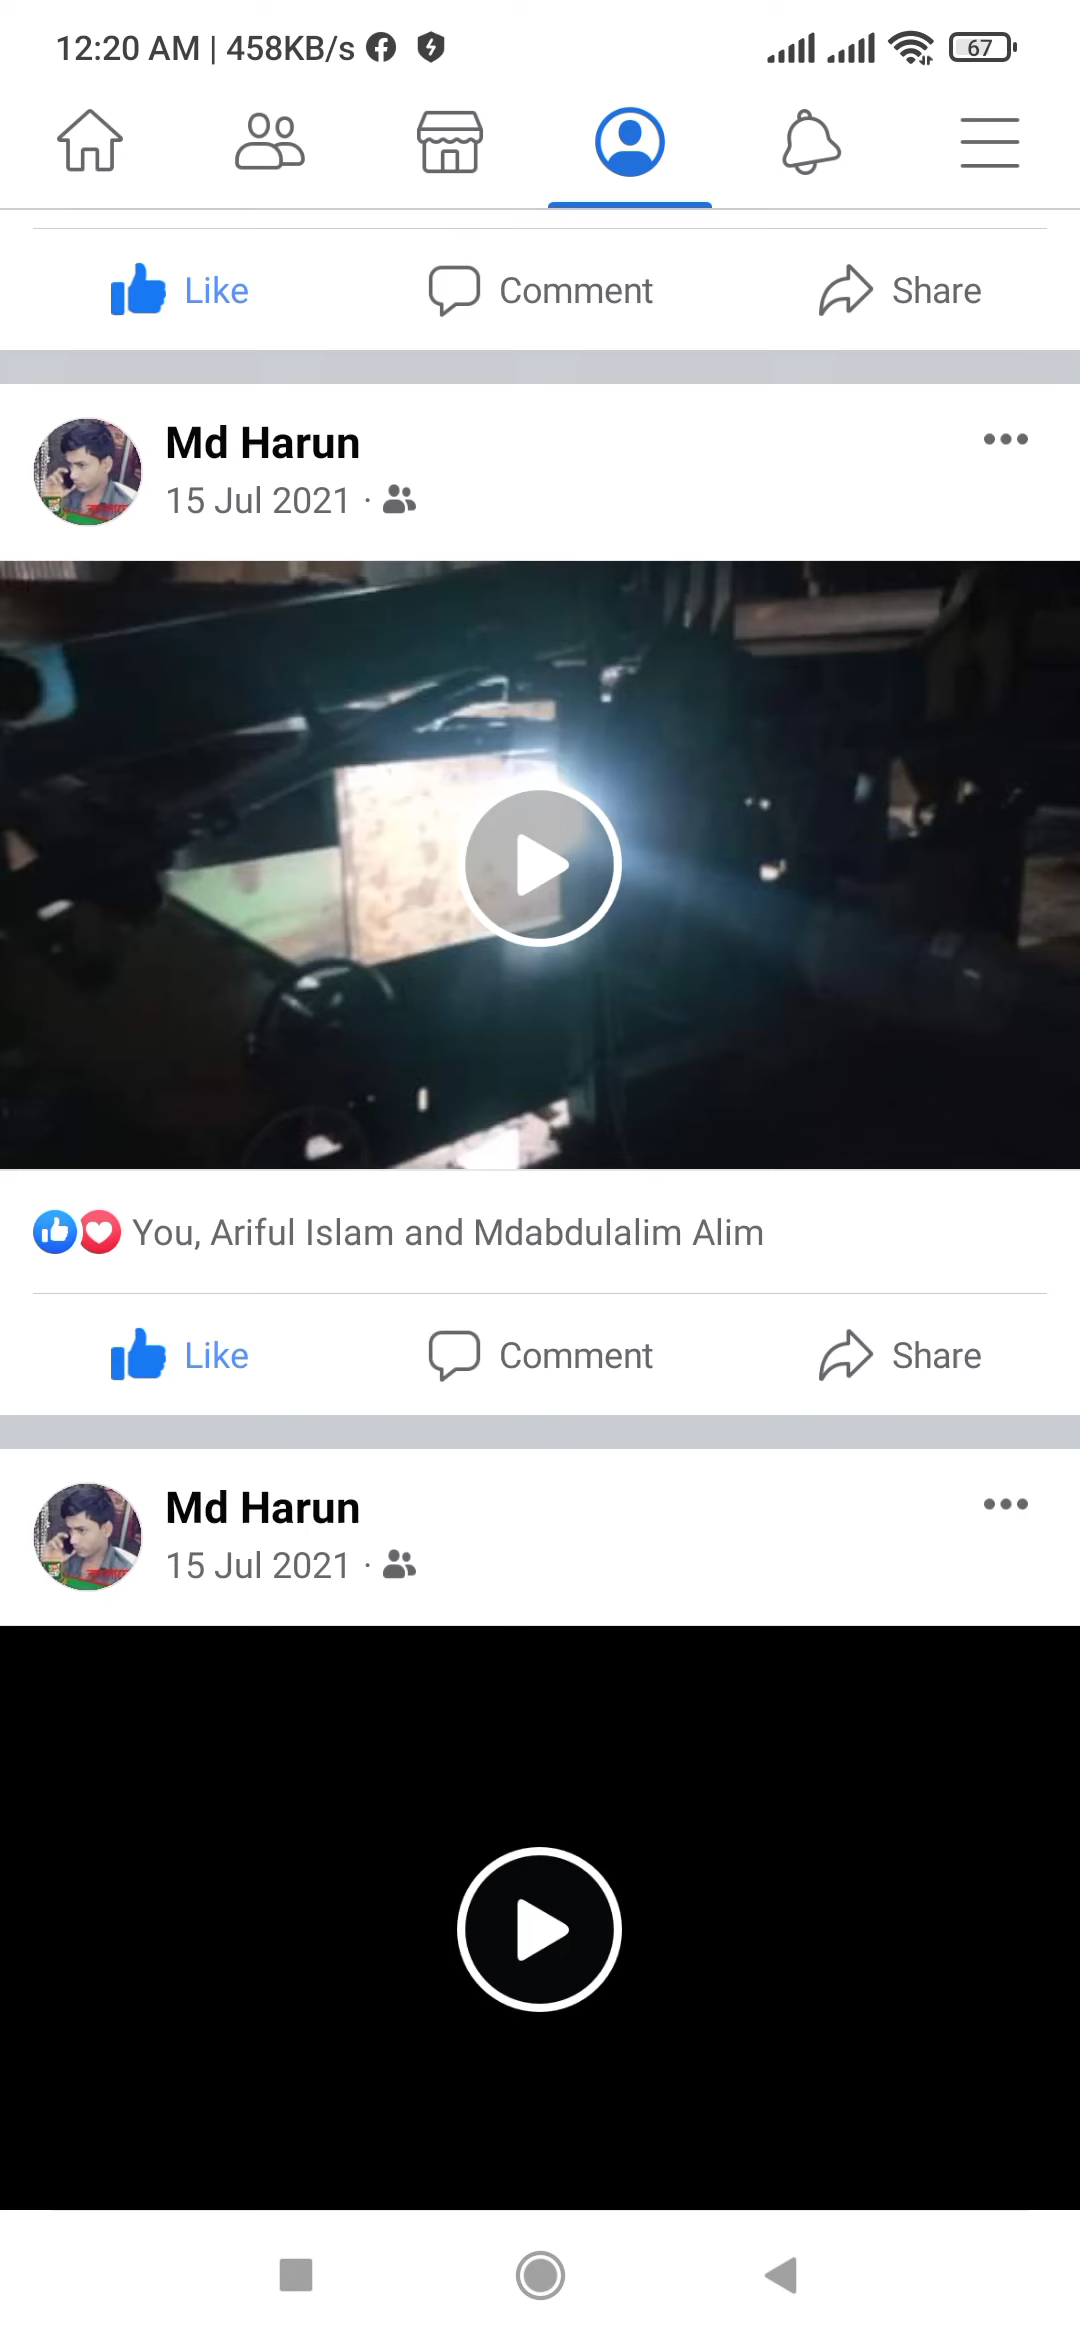 12:20 AM | 458KB/s
67
Like Comment Share
Md Harun
15 Jul 2021 ·
You, Ariful Islam and Mdabdulalim Alim
Like Comment Share
Md Harun
15 Jul 2021 ·